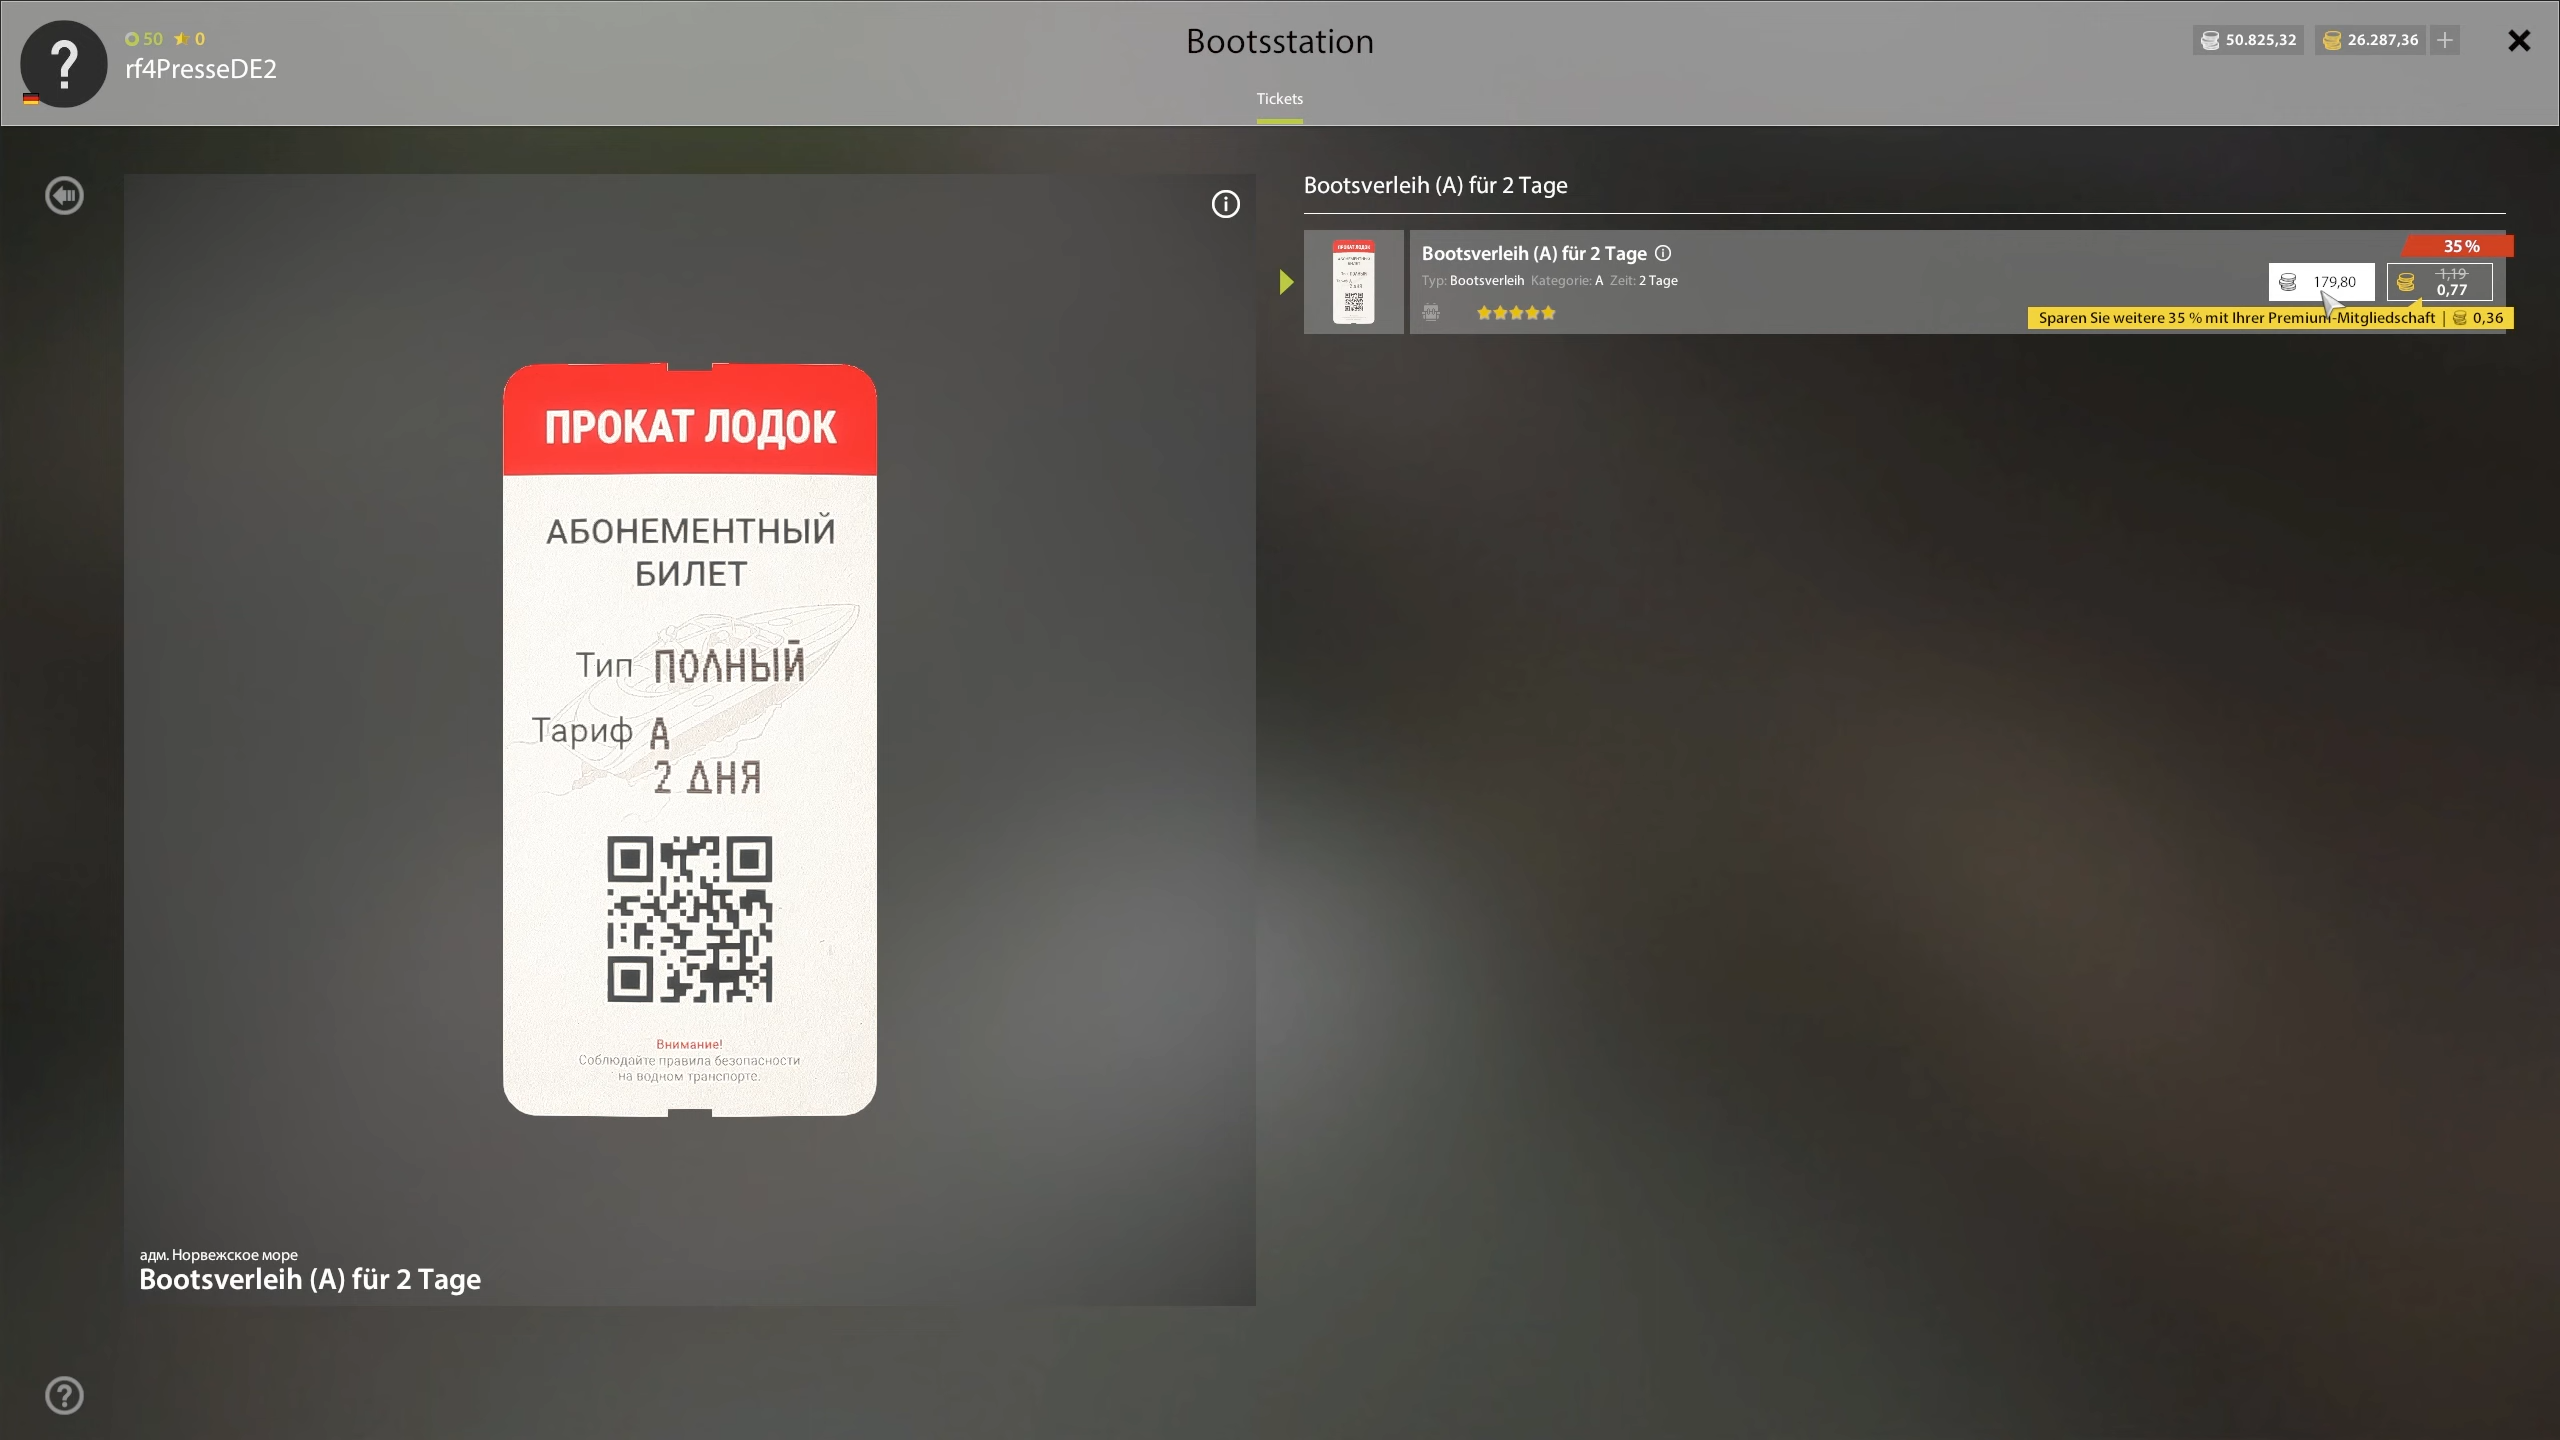 50 0
rf4PresseDE2
Bootsstation
Tickets
50.825,32
26.287,36
Bootsverleih (A) für 2 Tage
Bootsverleih (A) für 2 Tage
Typ: Bootsverleih Kategorie: A Zeit: 2 Tage
35 %
179,80
1,19
0,77
Sparen Sie weitere 35 % mit Ihrer Premium-Mitgliedschaft | 0,36
ПРОКАТ ЛОДОК
АБОНЕМЕНТНЫЙ
БИЛЕТ
Тип ПОЛНЫЙ
Тариф А
2 ДНЯ
Внимание!
Соблюдайте правила безопасности
на водном транспорте.
адм. Норвежское море
Bootsverleih (A) für 2 Tage